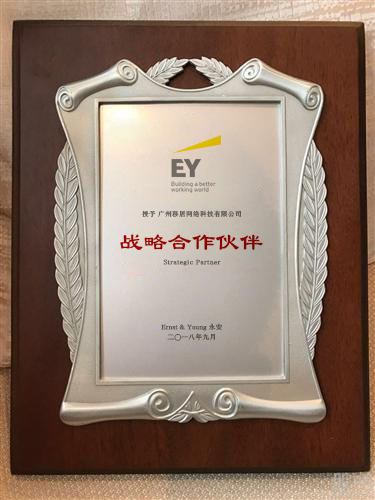 EY
Building a better
working world
授予 广州移居网络科技有限公司
战略合作伙伴
Strategic Partner
Ernst & Young 永安
二〇一八年九月